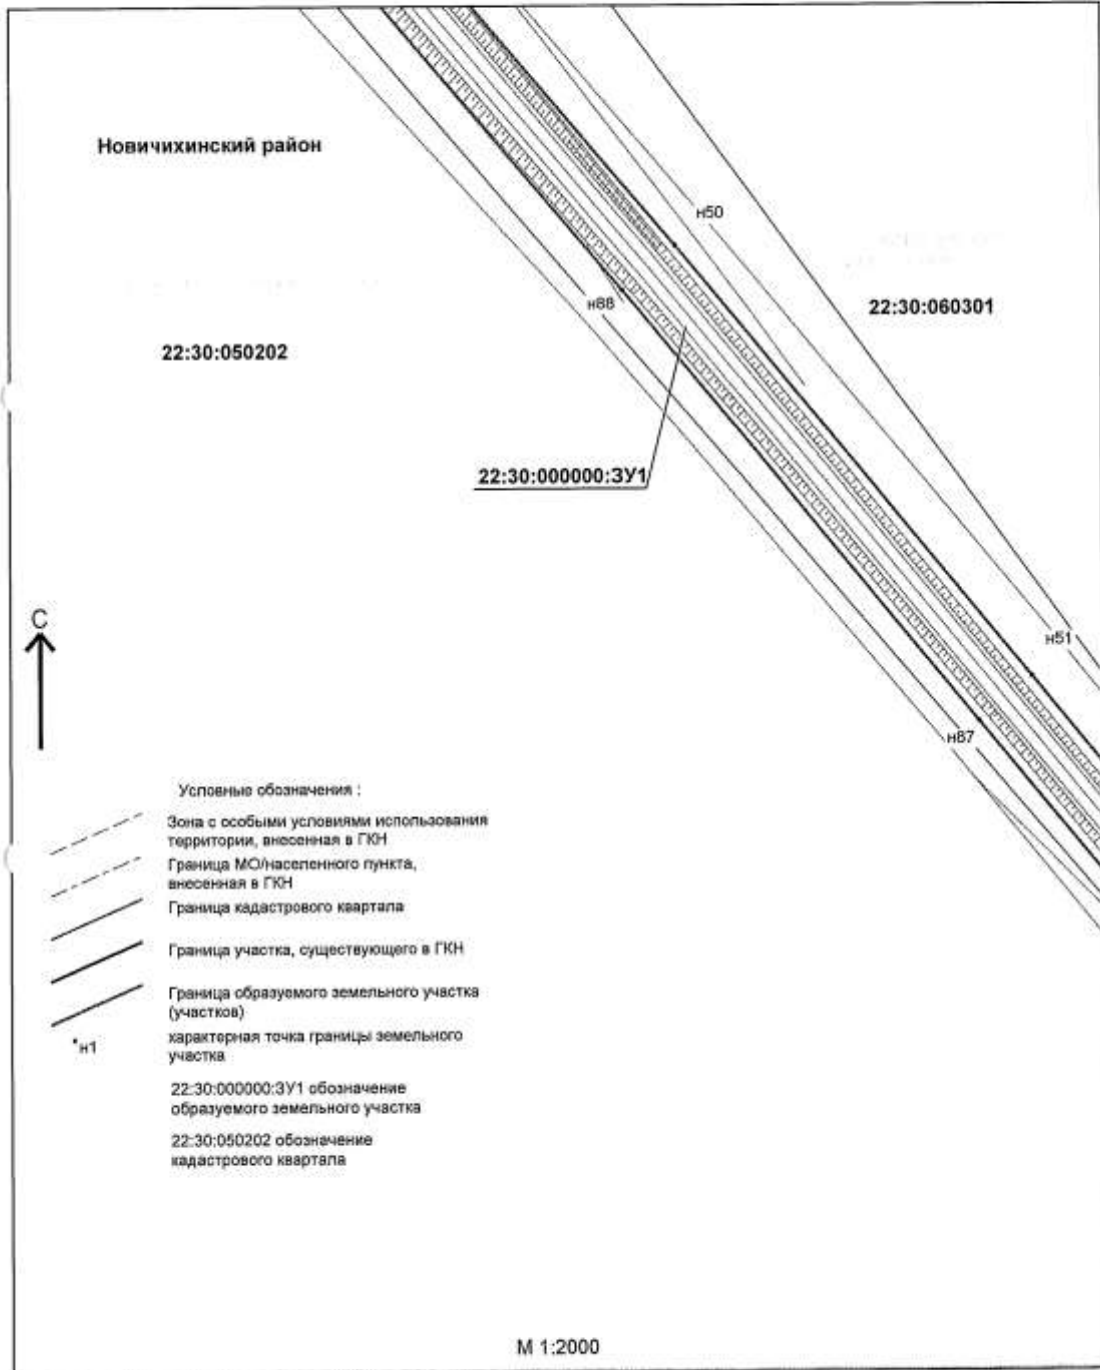 Новичихинский район
н50
н88
22:30:060301
22:30:050202
22:30:000000:ЗУ1
С
н51
н87
Условные обозначения :
Зона с особыми условиями использования
территории, внесенная в ГКН
Граница МО/населенного пункта,
внесенная в ГКН
Граница кадастрового квартала
Граница участка, существующего в ГКН
Граница образуемого земельного участка
(участков)
н1
характерная точка границы земельного
участка
22:30:000000:ЗУ1 обозначение
образуемого земельного участка
22:30:050202 обозначение
кадастрового квартала
М 1:2000